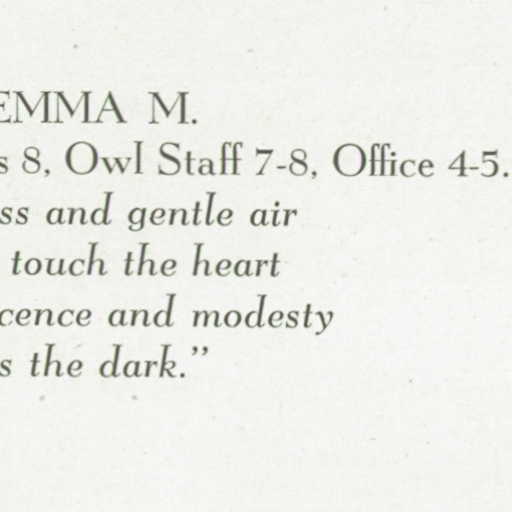 EMMA M.
s 8, Owl Staff 7-8, Office 4-5.
ss and gentle air
touch the heart
cence and modesty
s the dark.”